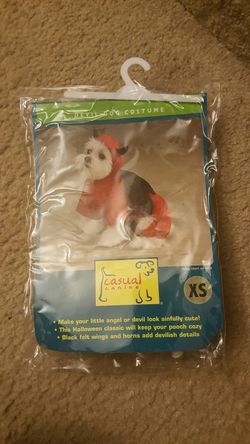 DEVIL DOG COSTUME
casual
canine
XS
• Make your little angel or devil look sinfully cute!
• This Halloween classic will keep your pooch cozy
• Black felt wings and horns add devilish details